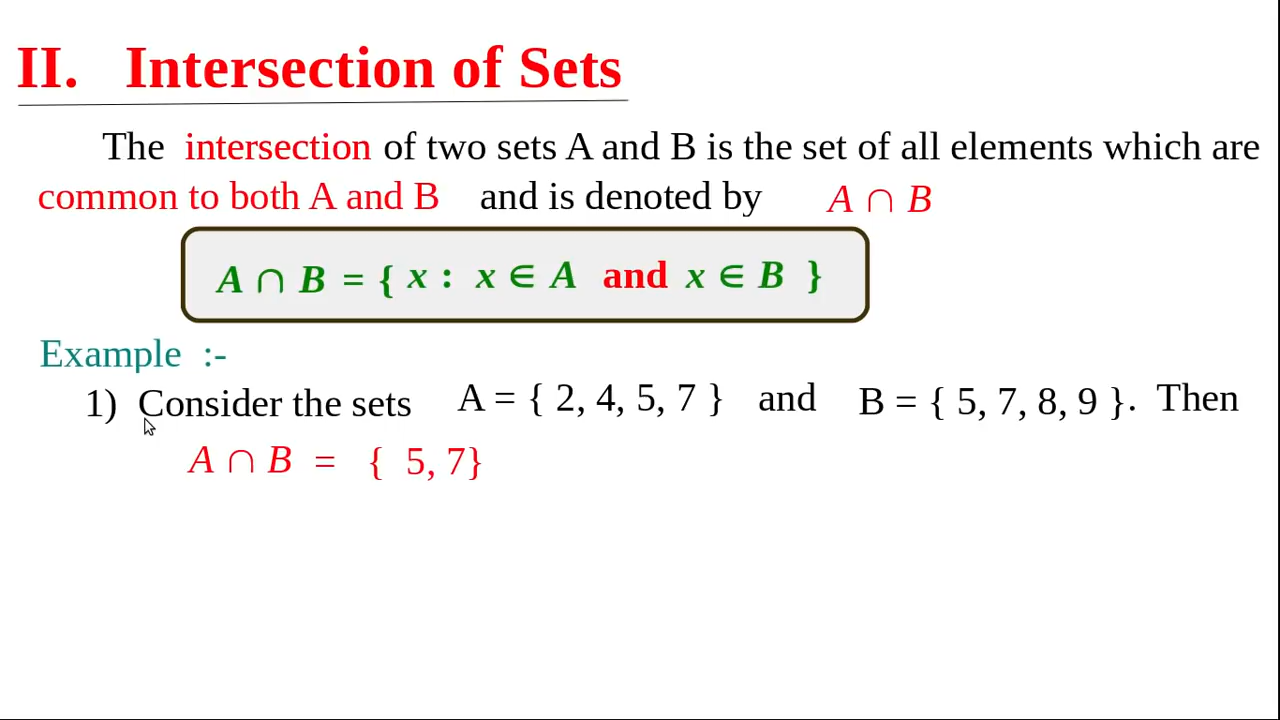 II. Intersection of Sets
The intersection of two sets A and B is the set of all elements which are
common to both A and B and is denoted by A ∩ B
A ∩ B = { x : x ∈ A and x ∈ B }
Example :-
1) Consider the sets A = { 2, 4, 5, 7 } and B = { 5, 7, 8, 9 }. Then
A ∩ B = { 5, 7}